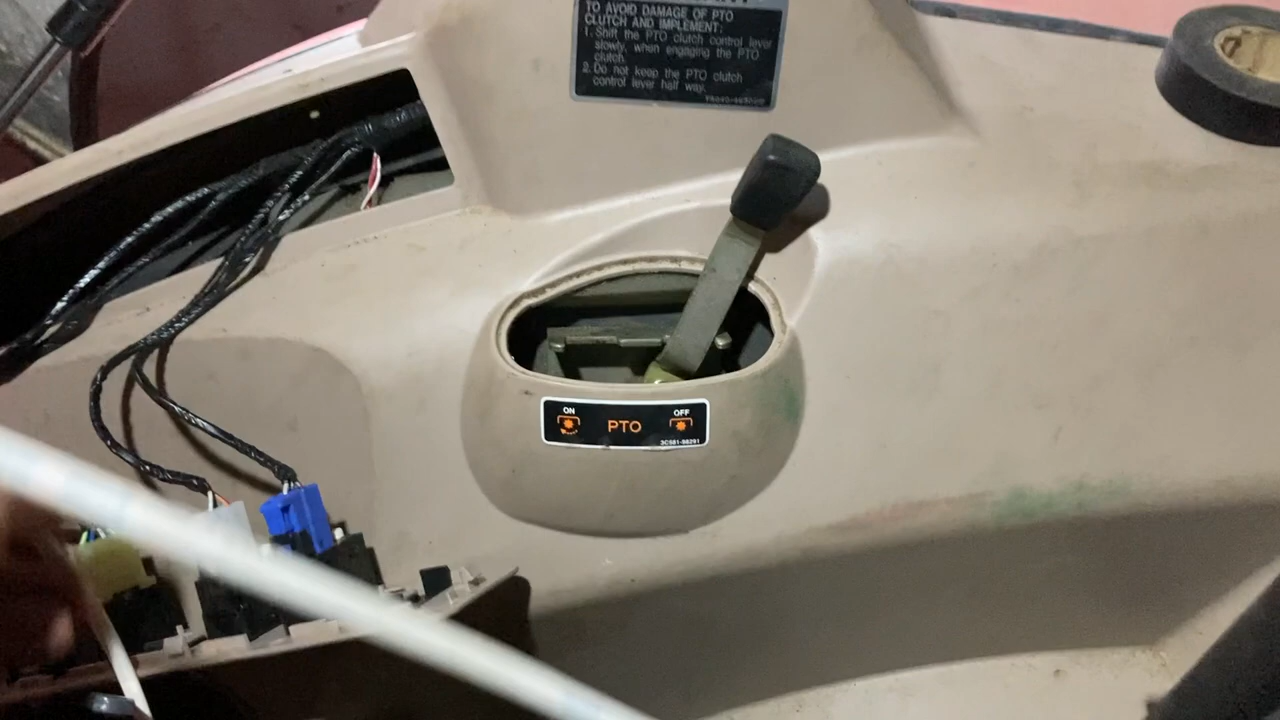 TO AVOID DAMAGE OF PTO
CLUTCH AND IMPLEMENT:
1. Shift the PTO clutch control lever
slowly, when engaging the PTO
clutch.
2. Do not keep the PTO clutch
control lever half way.
ON
PTO
OFF
3C081-98291